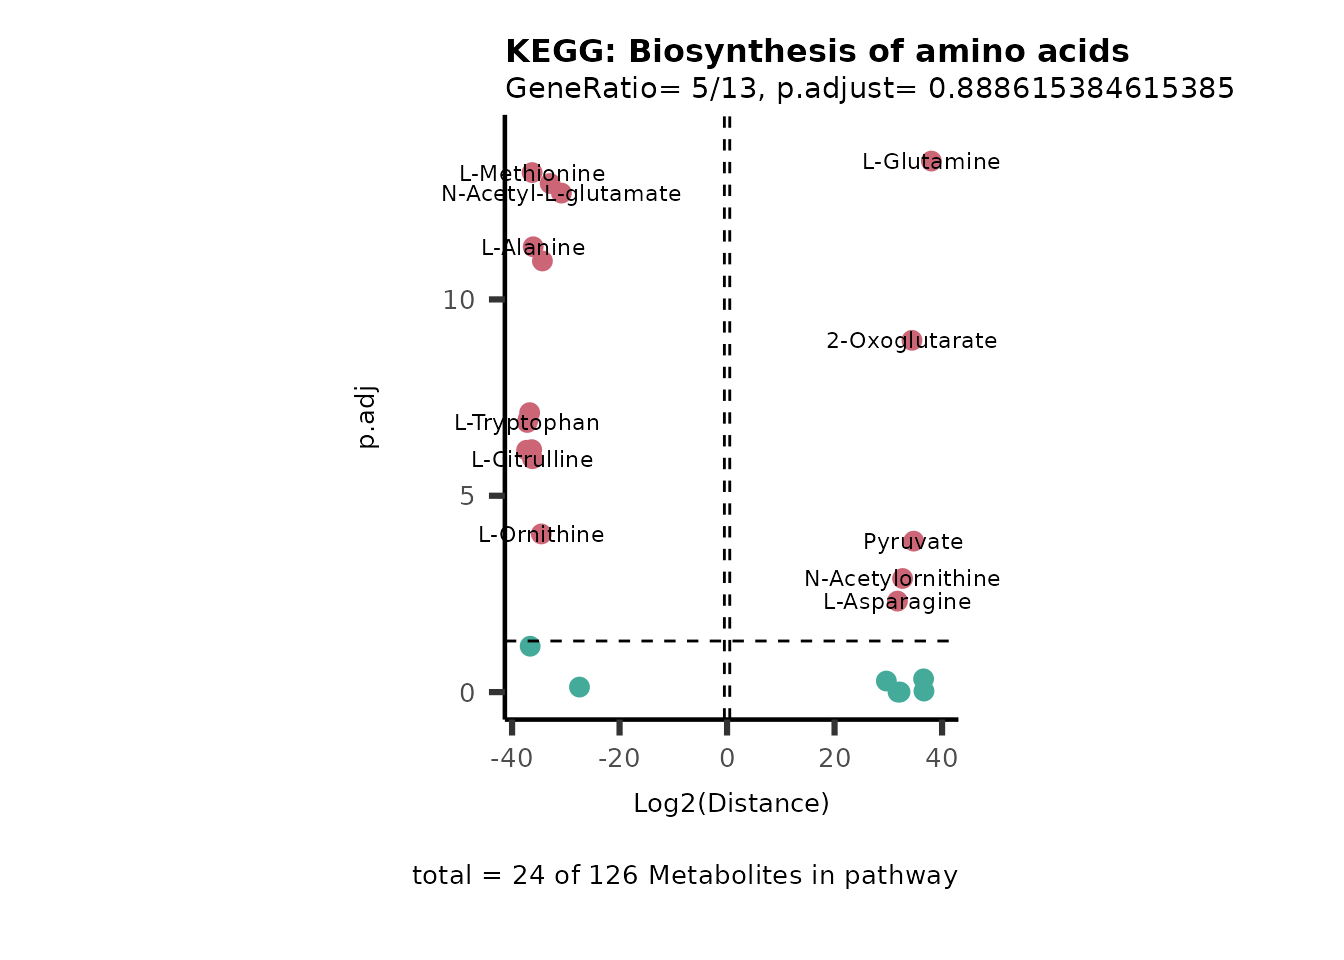 KEGG: Biosynthesis of amino acids
GeneRatio= 5/13, p.adjust= 0.888615384615385
L-Glutamine
L-Methionine
N-Acetyl-L-glutamate
L-Alanine
10
2-Oxoglutarate
p.adj
L-Tryptophan
L-Citrulline
5
L-Ornithine
Pyruvate
N-Acetylornithine
L-Asparagine
0
-40 -20 0 20 40
Log2(Distance)
total = 24 of 126 Metabolites in pathway